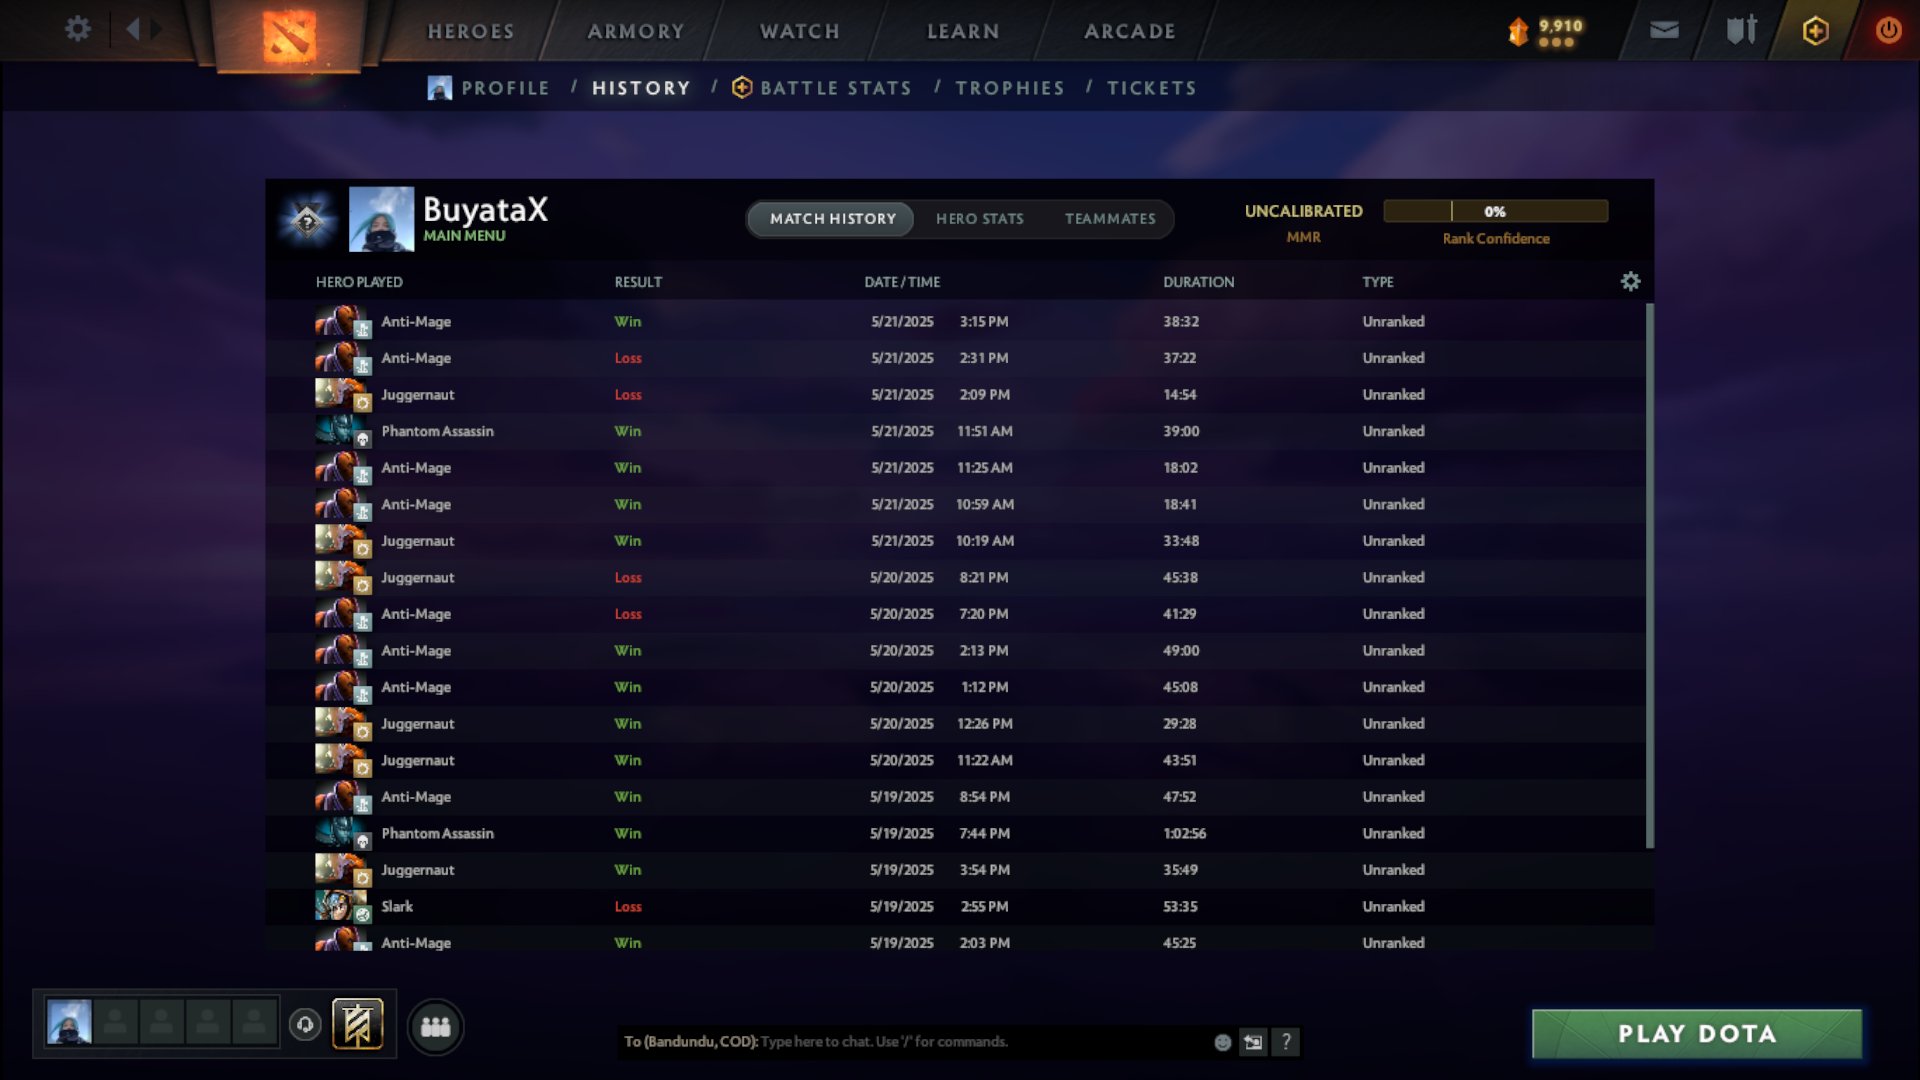 HEROES ARMORY WATCH LEARN ARCADE 9,910
PROFILE / HISTORY / BATTLE STATS / TROPHIES / TICKETS
BuyataX
MAIN MENU
MATCH HISTORY HERO STATS TEAMMATES
UNCALIBRATED 0%
MMR Rank Confidence
HERO PLAYED RESULT DATE/TIME DURATION TYPE
Anti-Mage Win 5/21/2025 3:15 PM 38:32 Unranked
Anti-Mage Loss 5/21/2025 2:31 PM 37:22 Unranked
Juggernaut Loss 5/21/2025 2:09 PM 14:54 Unranked
Phantom Assassin Win 5/21/2025 11:51 AM 39:00 Unranked
Anti-Mage Win 5/21/2025 11:25 AM 18:02 Unranked
Anti-Mage Win 5/21/2025 10:59 AM 18:41 Unranked
Juggernaut Win 5/21/2025 10:19 AM 33:48 Unranked
Juggernaut Loss 5/20/2025 8:21 PM 45:38 Unranked
Anti-Mage Loss 5/20/2025 7:20 PM 41:29 Unranked
Anti-Mage Win 5/20/2025 2:13 PM 49:00 Unranked
Anti-Mage Win 5/20/2025 1:12 PM 45:08 Unranked
Juggernaut Win 5/20/2025 12:26 PM 29:28 Unranked
Juggernaut Win 5/20/2025 11:22 AM 43:51 Unranked
Anti-Mage Win 5/19/2025 8:54 PM 47:52 Unranked
Phantom Assassin Win 5/19/2025 7:44 PM 1:02:56 Unranked
Juggernaut Win 5/19/2025 3:54 PM 35:49 Unranked
Slark Loss 5/19/2025 2:55 PM 53:35 Unranked
Anti-Mage Win 5/19/2025 2:03 PM 45:25 Unranked
To (Bandundu, COD): Type here to chat. Use '/' for commands. ?
PLAY DOTA